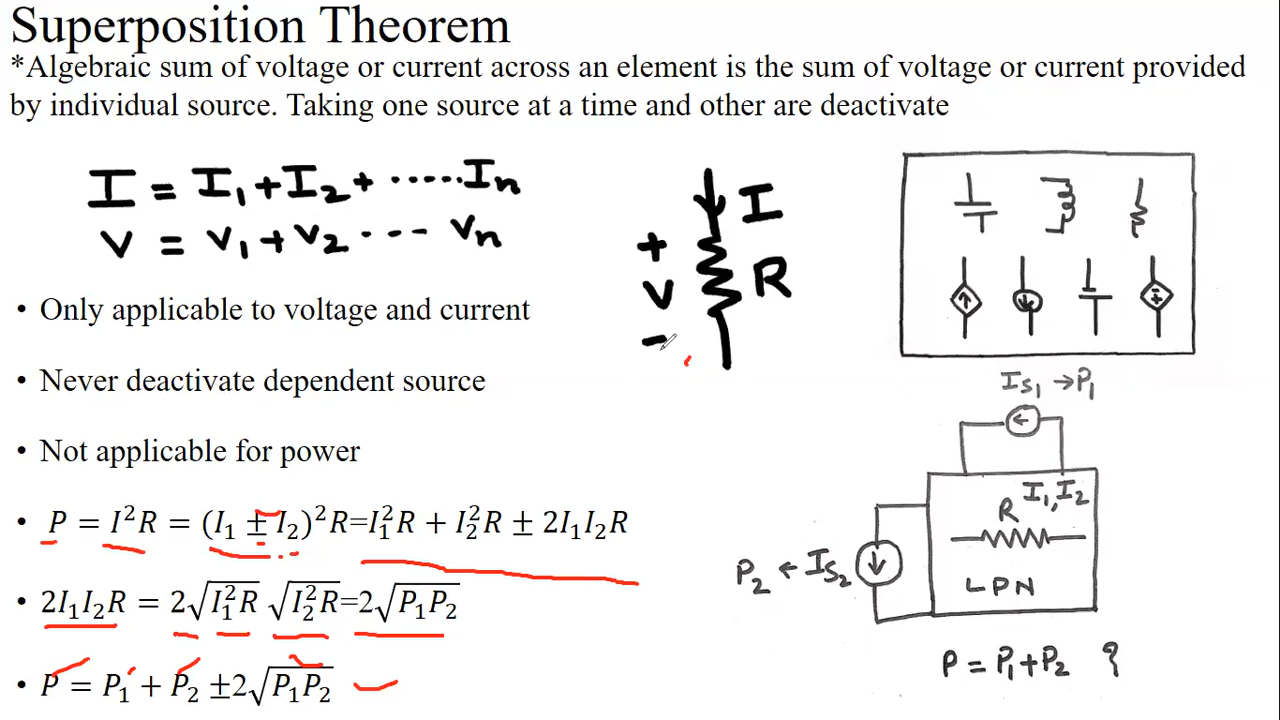 Superposition Theorem
*Algebraic sum of voltage or current across an element is the sum of voltage or current provided
by individual source. Taking one source at a time and other are deactivate
I = I₁ + I₂ + ..... Iₙ
V = V₁ + V₂ ... Vₙ
I
+
V
R
−
• Only applicable to voltage and current
• Never deactivate dependent source
• Not applicable for power
• P = I²R = (I₁ ± I₂)²R=I₁²R + I₂²R ± 2I₁I₂R
• 2I₁I₂R = 2√(I₁²R) √(I₂²R)=2√(P₁P₂)
• P = P₁ + P₂ ±2√(P₁P₂)
Is₁ → P₁
I₁, I₂
R
P₂ ← Is₂
LPN
P = P₁ + P₂ ?